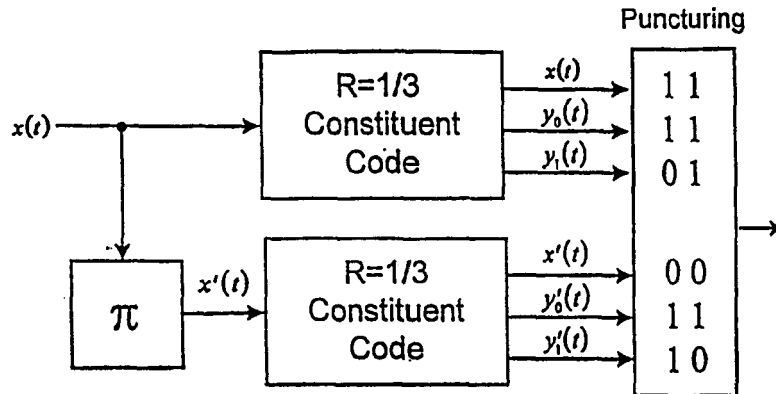 Puncturing
x(t)
R=1/3
Constituent
Code
x(t)
y₀(t)
y₁(t)
1 1
1 1
0 1
π
x'(t)
R=1/3
Constituent
Code
x'(t)
y'₀(t)
y'₁(t)
0 0
1 1
1 0